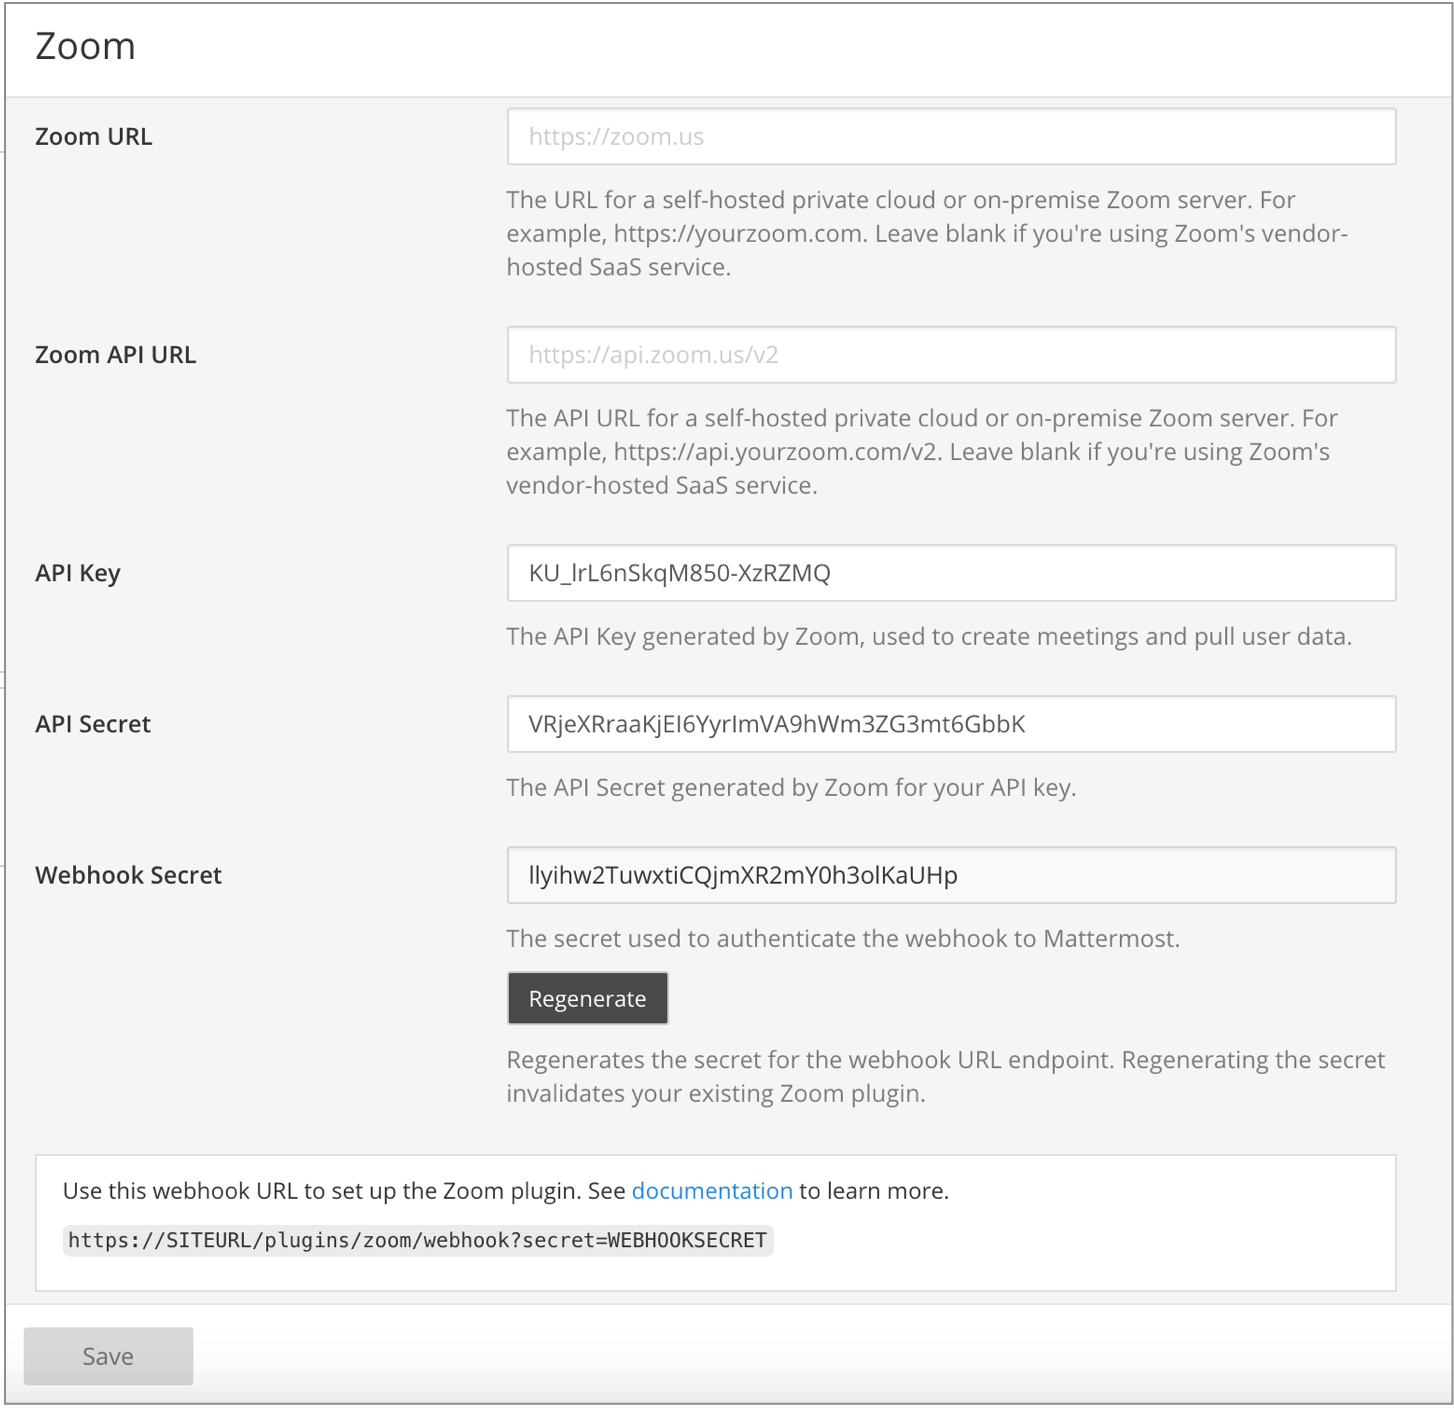 Zoom
Zoom URL
https://zoom.us
The URL for a self-hosted private cloud or on-premise Zoom server. For
example, https://yourzoom.com. Leave blank if you're using Zoom's vendor-
hosted SaaS service.
Zoom API URL
https://api.zoom.us/v2
The API URL for a self-hosted private cloud or on-premise Zoom server. For
example, https://api.yourzoom.com/v2. Leave blank if you're using Zoom's
vendor-hosted SaaS service.
API Key
KU_lrL6nSkqM850-XzRZMQ
The API Key generated by Zoom, used to create meetings and pull user data.
API Secret
VRjeXRraaKjEI6YyrImVA9hWm3ZG3mt6GbbK
The API Secret generated by Zoom for your API key.
Webhook Secret
llyihw2TuwxtiCQjmXR2mY0h3olKaUHp
The secret used to authenticate the webhook to Mattermost.
Regenerate
Regenerates the secret for the webhook URL endpoint. Regenerating the secret
invalidates your existing Zoom plugin.
Use this webhook URL to set up the Zoom plugin. See documentation to learn more.
https://SITEURL/plugins/zoom/webhook?secret=WEBHOOKSECRET
Save